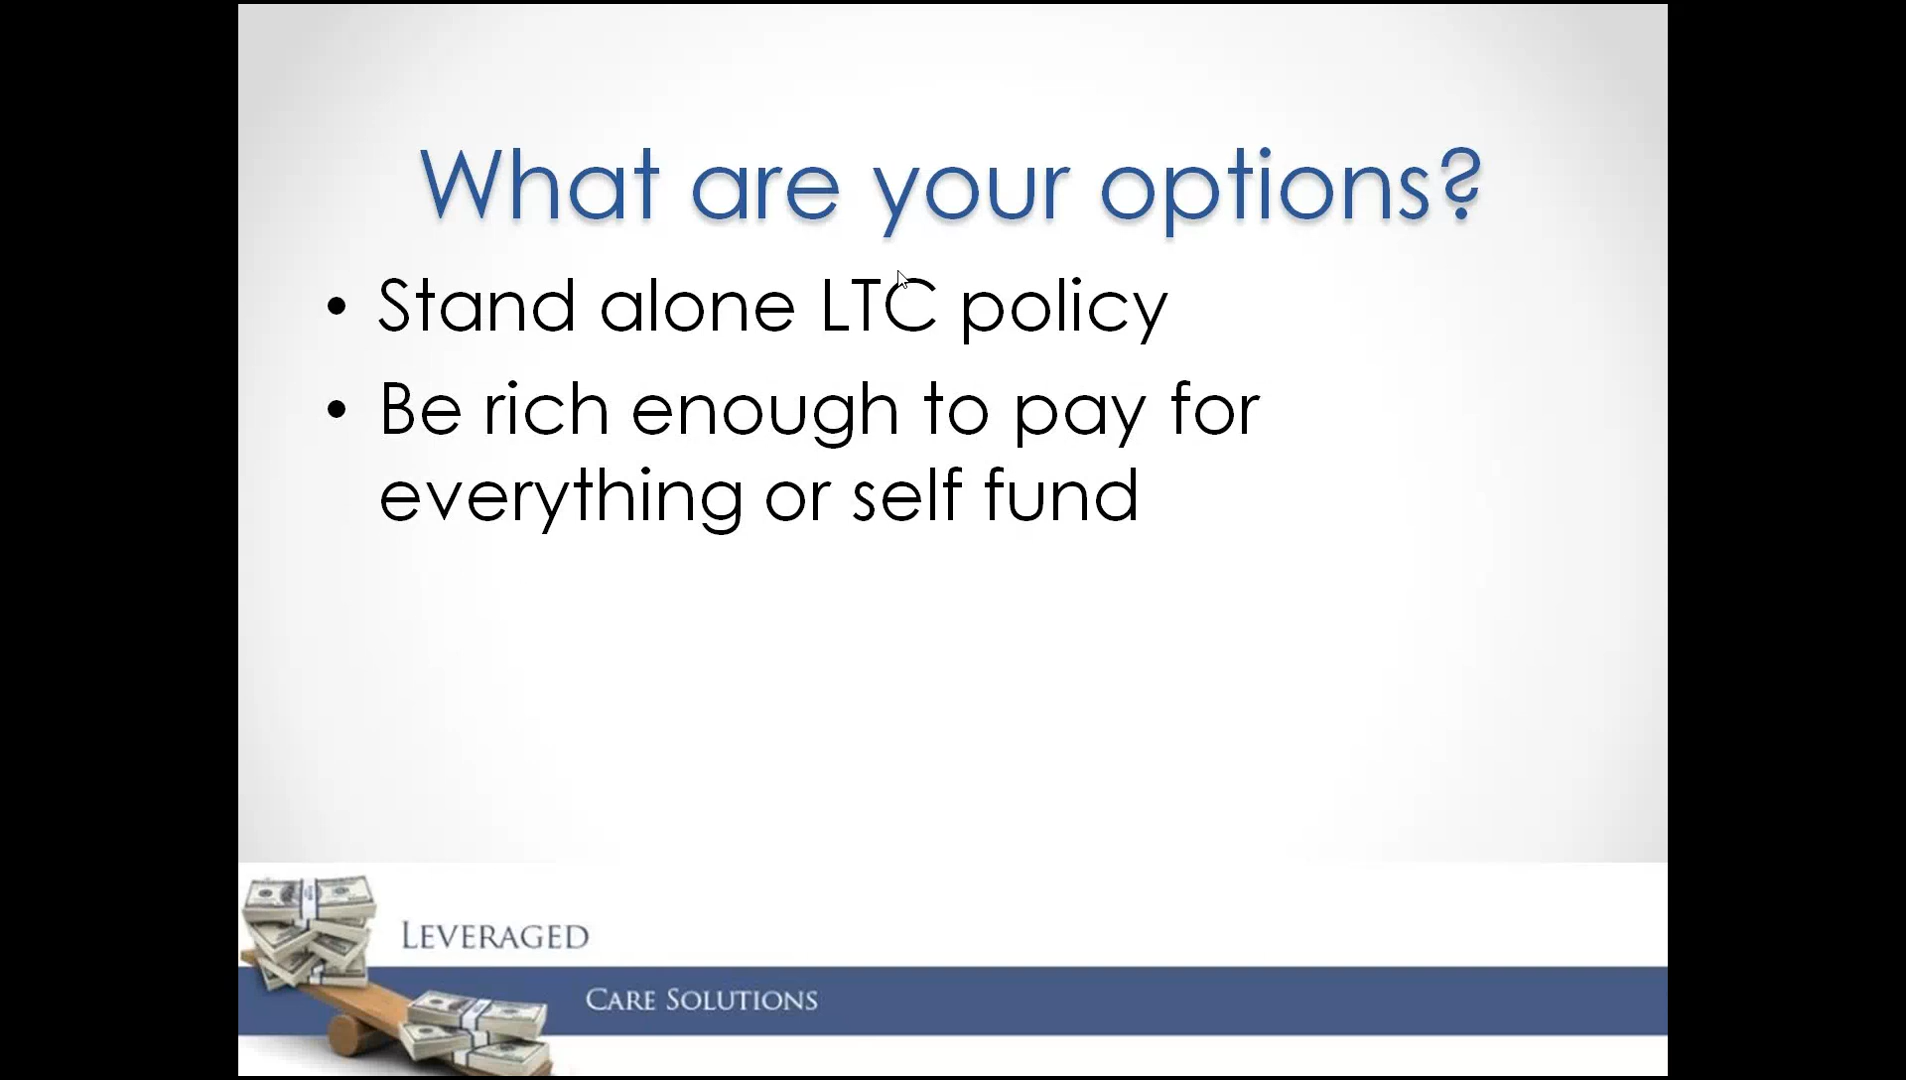 What are your options?
• Stand alone LTC policy
• Be rich enough to pay for
everything or self fund
LEVERAGED
CARE SOLUTIONS